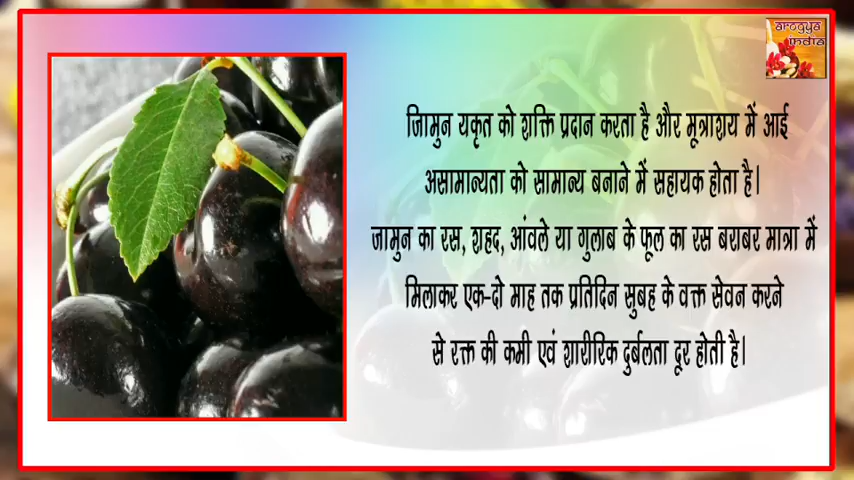 arogya
india
जिामुन यकृत को शक्ति प्रदान करता है और मूत्राशय में आई
असामान्यता को सामान्य बनाने में सहायक होता है।
जामुन का रस, शहद, आंवले या गुलाब के फूल का रस बराबर मात्रा में
मिलाकर एक-दो माह तक प्रतिदिन सुबह के वक्त सेवन करने
से रक्त की कमी एवं शारीरिक दुर्बलता दूर होती है।